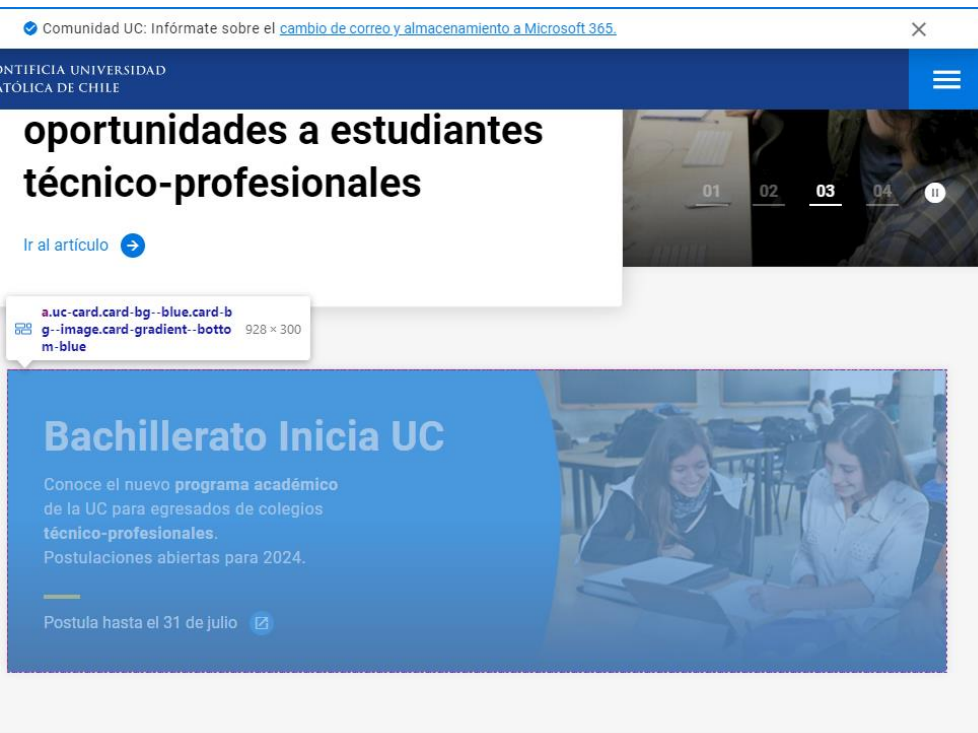 Comunidad UC: Infórmate sobre el cambio de correo y almacenamiento a Microsoft 365.
ONTIFICIA UNIVERSIDAD
ATÓLICA DE CHILE
oportunidades a estudiantes
técnico-profesionales
01 02 03 04
Ir al artículo
a.uc-card.card-bg--blue.card-b
g--image.card-gradient--botto 928 × 300
m-blue
Bachillerato Inicia UC
Conoce el nuevo programa académico
de la UC para egresados de colegios
técnico-profesionales.
Postulaciones abiertas para 2024.
Postula hasta el 31 de julio